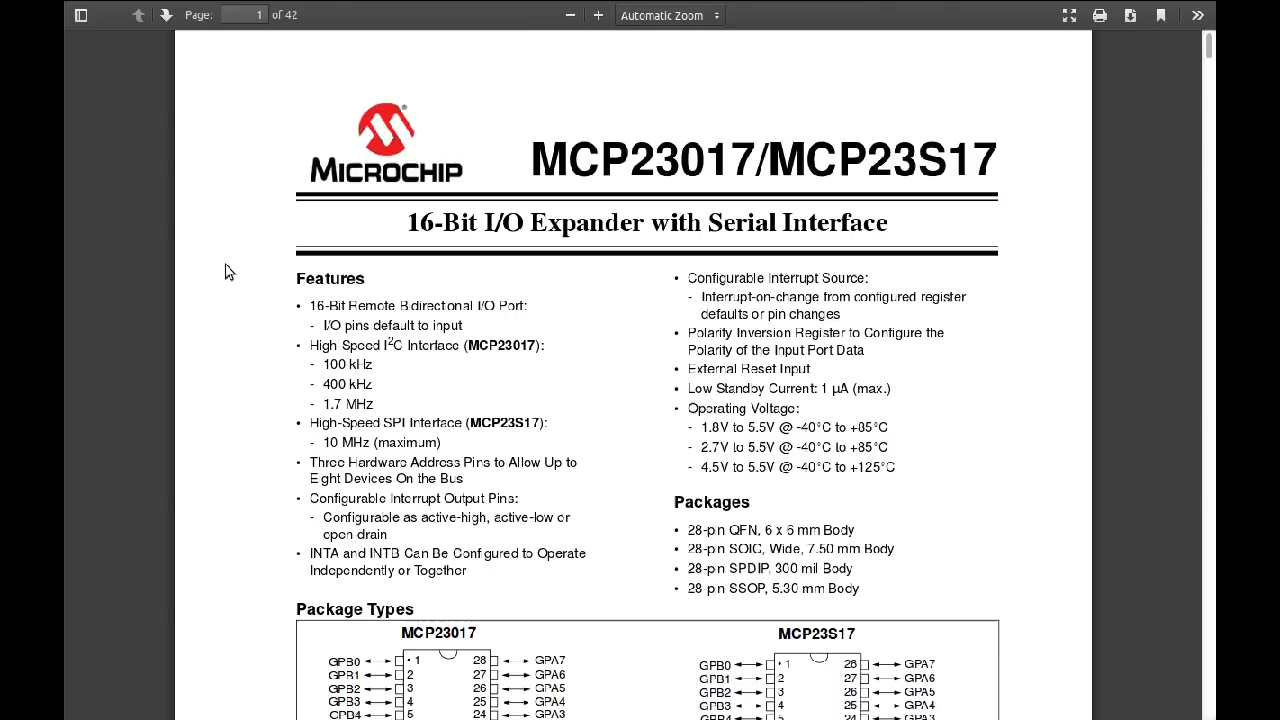 Page: 1 of 42
Automatic Zoom
MICROCHIP
MCP23017/MCP23S17
16-Bit I/O Expander with Serial Interface
Features
• 16-Bit Remote Bidirectional I/O Port:
- I/O pins default to input
• High-Speed I2C Interface (MCP23017):
- 100 kHz
- 400 kHz
- 1.7 MHz
• High-Speed SPI Interface (MCP23S17):
- 10 MHz (maximum)
• Three Hardware Address Pins to Allow Up to
Eight Devices On the Bus
• Configurable Interrupt Output Pins:
- Configurable as active-high, active-low or
open drain
• INTA and INTB Can Be Configured to Operate
Independently or Together
• Configurable Interrupt Source:
- Interrupt-on-change from configured register
defaults or pin changes
• Polarity Inversion Register to Configure the
Polarity of the Input Port Data
• External Reset Input
• Low Standby Current: 1 µA (max.)
• Operating Voltage:
- 1.8V to 5.5V @ -40°C to +85°C
- 2.7V to 5.5V @ -40°C to +85°C
- 4.5V to 5.5V @ -40°C to +125°C
Packages
• 28-pin QFN, 6 x 6 mm Body
• 28-pin SOIC, Wide, 7.50 mm Body
• 28-pin SPDIP, 300 mil Body
• 28-pin SSOP, 5.30 mm Body
Package Types
MCP23017
GPB0 1 28 GPA7
GPB1 2 27 GPA6
GPB2 3 26 GPA5
GPB3 4 25 GPA4
GPB4 5 24 GPA3
MCP23S17
GPB0 1 28 GPA7
GPB1 2 27 GPA6
GPB2 3 26 GPA5
GPB3 4 25 GPA4
GPB4 5 24 GPA3